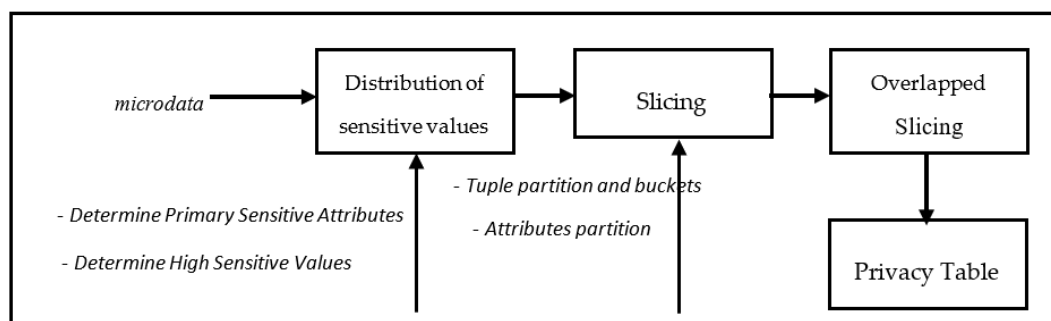 microdata
Distribution of
sensitive values
Slicing
Overlapped
Slicing
- Tuple partition and buckets
- Attributes partition
- Determine Primary Sensitive Attributes
- Determine High Sensitive Values
Privacy Table